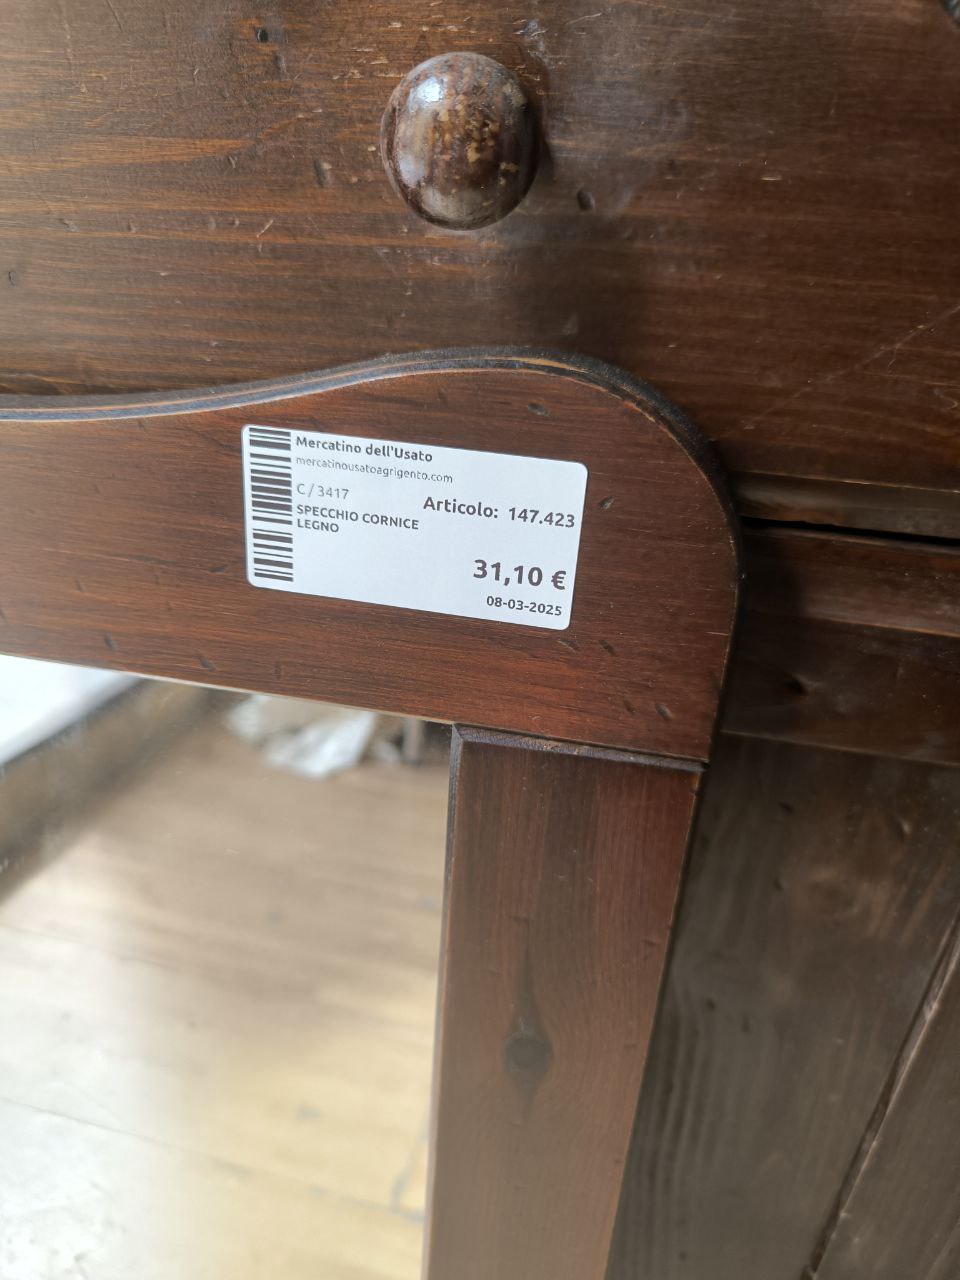 Mercatino dell'Usato
mercatinousatoagrigento.com
C / 3417
Articolo: 147.423
SPECCHIO CORNICE
LEGNO
31,10 €
08-03-2025